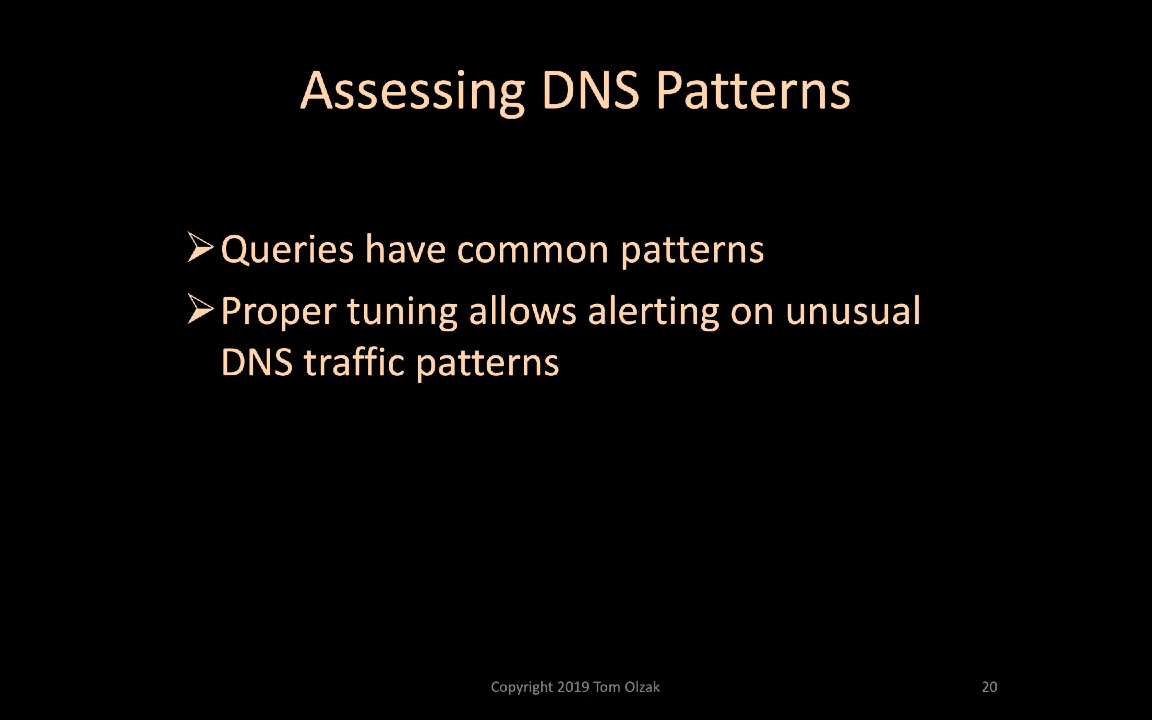 Assessing DNS Patterns
➢Queries have common patterns
➢Proper tuning allows alerting on unusual
DNS traffic patterns
Copyright 2019 Tom Olzak
20